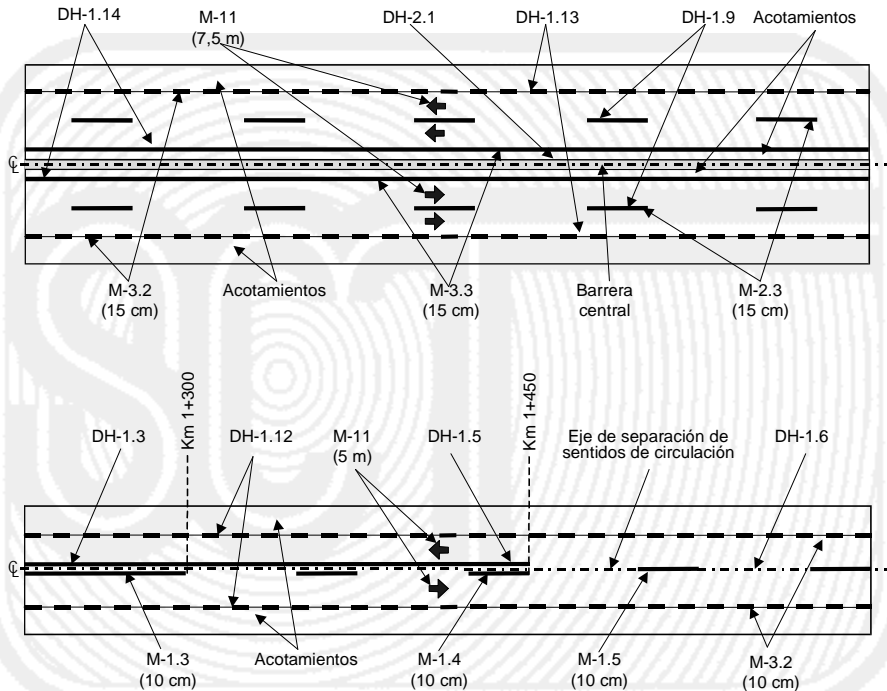 DH-1.14
M-11
(7,5 m)
DH-2.1
DH-1.13
DH-1.9
Acotamientos
M-3.2
(15 cm)
Acotamientos
M-3.3
(15 cm)
Barrera
central
M-2.3
(15 cm)
DH-1.3
Km 1+300
DH-1.12
M-11
(5 m)
DH-1.5
Km 1+450
Eje de separación de
sentidos de circulación
DH-1.6
M-1.3
(10 cm)
Acotamientos
M-1.4
(10 cm)
M-1.5
(10 cm)
M-3.2
(10 cm)